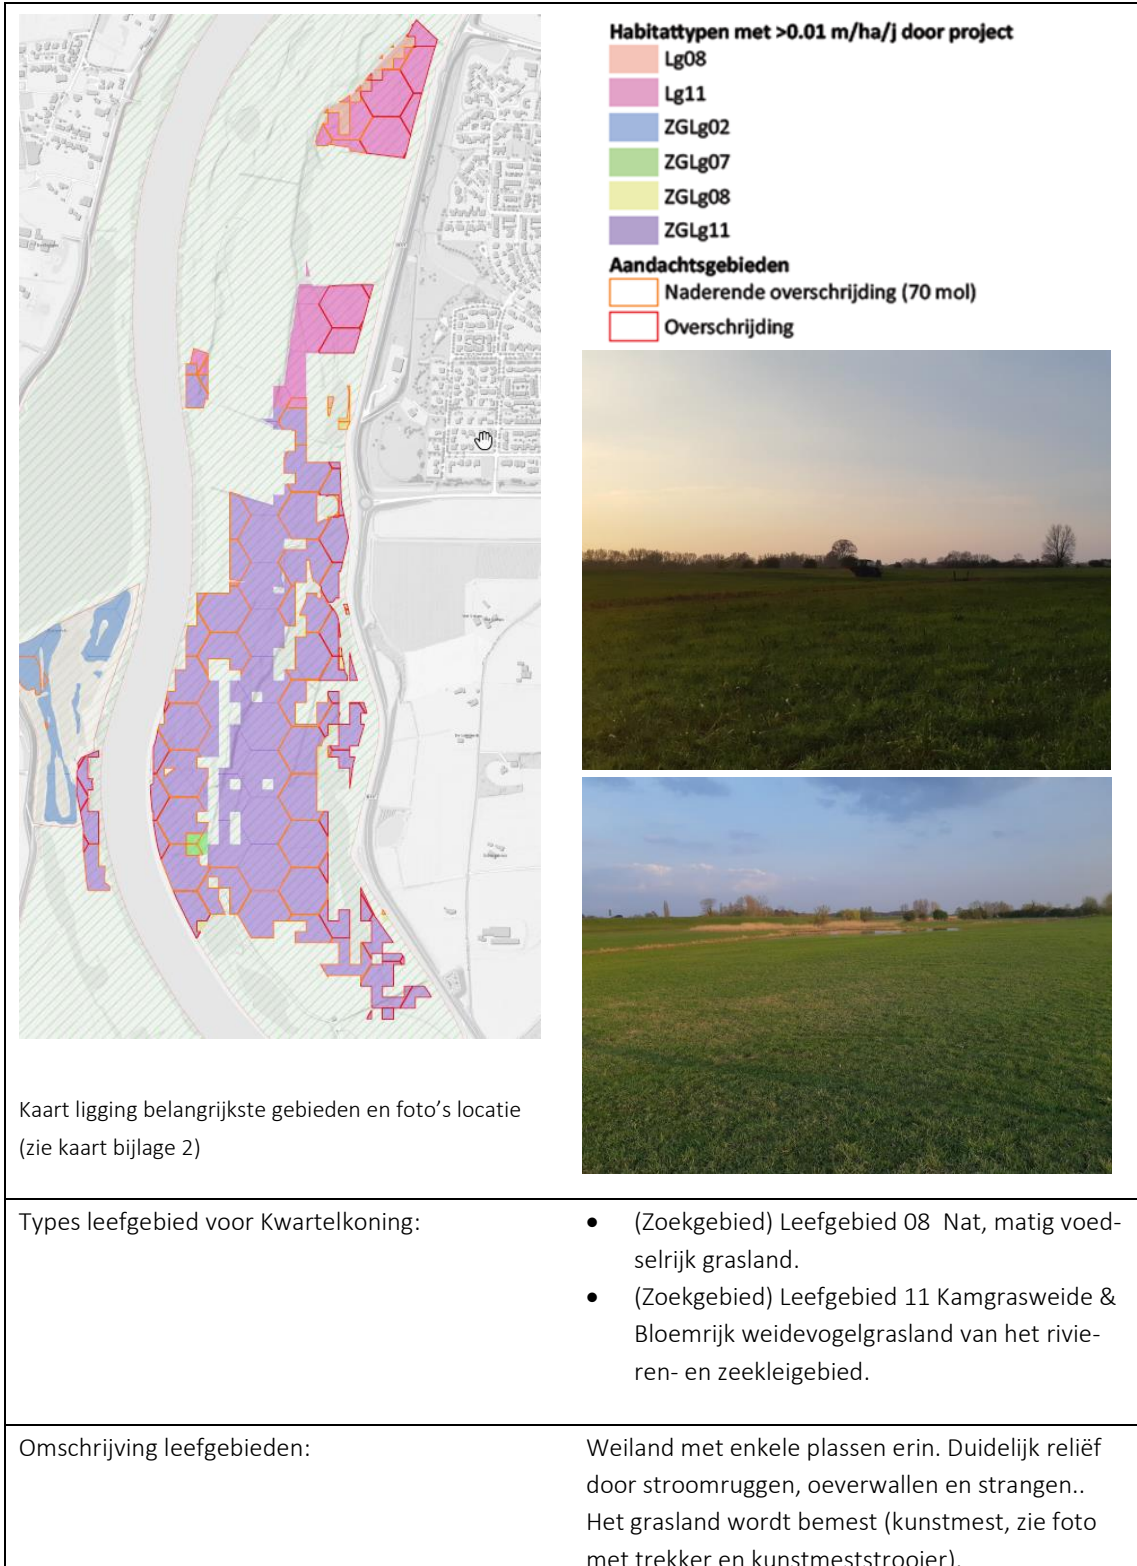 Habitattypen met >0.01 m/ha/j door project
Lg08
Lg11
ZGLg02
ZGLg07
ZGLg08
ZGLg11
Aandachtsgebieden
Naderende overschrijding (70 mol)
Overschrijding
Kaart ligging belangrijkste gebieden en foto's locatie
(zie kaart bijlage 2)
Types leefgebied voor Kwartelkoning:
• (Zoekgebied) Leefgebied 08  Nat, matig voed-
selrijk grasland.
• (Zoekgebied) Leefgebied 11 Kamgrasweide &
Bloemrijk weidevogelgrasland van het rivie-
ren- en zeekleigebied.
Omschrijving leefgebieden:
Weiland met enkele plassen erin. Duidelijk reliëf
door stroomruggen, oeverwallen en strangen..
Het grasland wordt bemest (kunstmest, zie foto
met trekker en kunstmeststrooier).